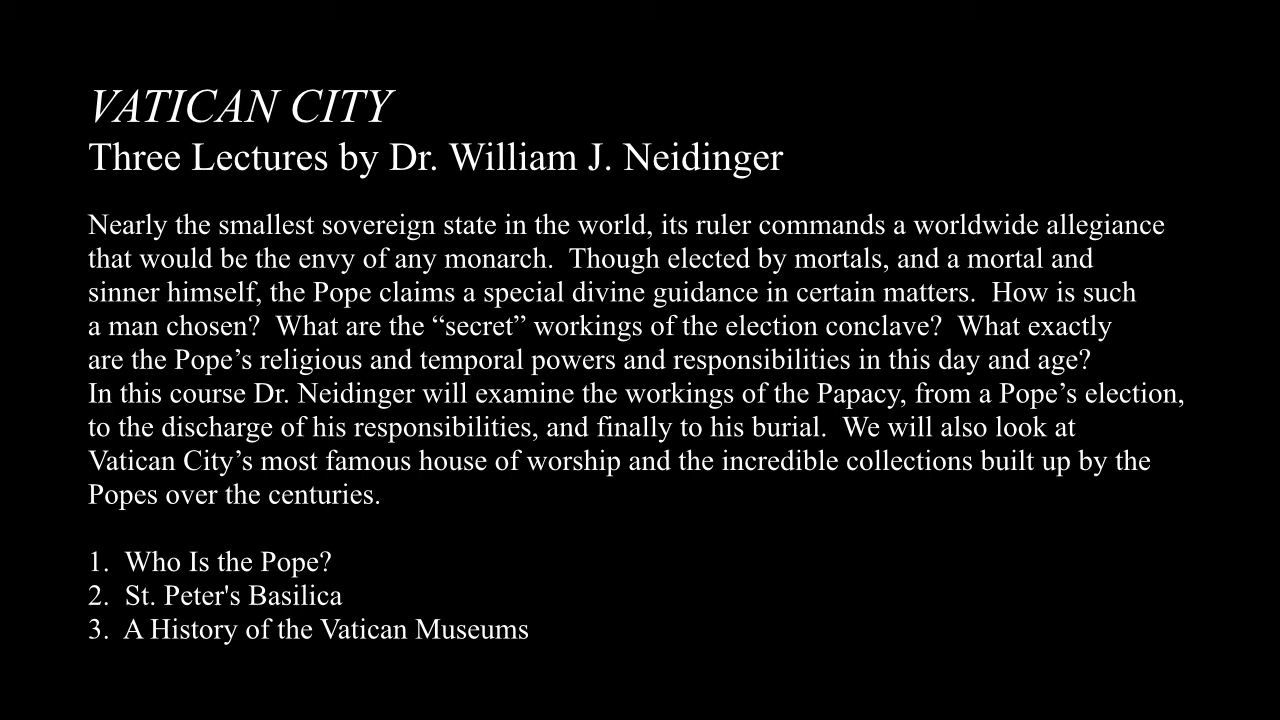 VATICAN CITY
Three Lectures by Dr. William J. Neidinger
Nearly the smallest sovereign state in the world, its ruler commands a worldwide allegiance
that would be the envy of any monarch.  Though elected by mortals, and a mortal and
sinner himself, the Pope claims a special divine guidance in certain matters.  How is such
a man chosen?  What are the “secret” workings of the election conclave?  What exactly
are the Pope’s religious and temporal powers and responsibilities in this day and age?
In this course Dr. Neidinger will examine the workings of the Papacy, from a Pope’s election,
to the discharge of his responsibilities, and finally to his burial.  We will also look at
Vatican City’s most famous house of worship and the incredible collections built up by the
Popes over the centuries.
1.  Who Is the Pope?
2.  St. Peter's Basilica
3.  A History of the Vatican Museums